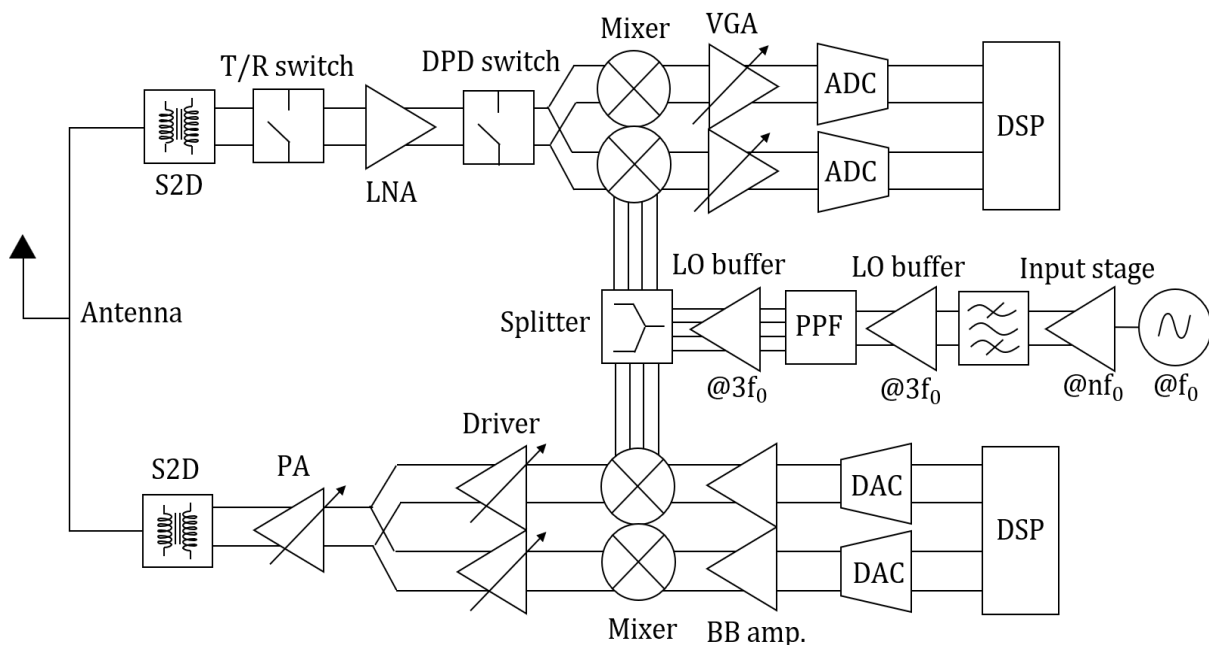 Mixer
VGA
T/R switch
DPD switch
ADC
DSP
S2D
LNA
ADC
LO buffer
LO buffer
Input stage
Antenna
Splitter
PPF
@3f₀
@3f₀
@nf₀
@f₀
Driver
S2D
PA
DAC
DSP
DAC
Mixer
BB amp.